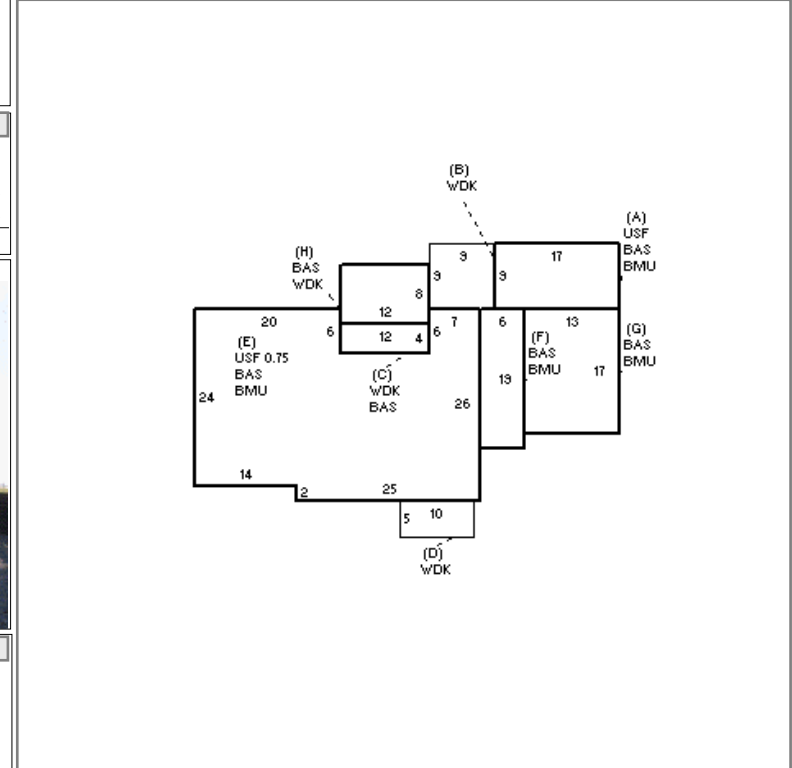 (B)
WDK
(A)
USF
BAS
BMU
9
17
9
9
(H)
BAS
WDK
8
12
20
6
12
4
6
7
6
13
(E)
USF 0.75
BAS
BMU
(F)
BAS
BMU
(G)
BAS
BMU
17
(C)
WDK
BAS
19
24
26
14
2
25
5
10
(D)
WDK